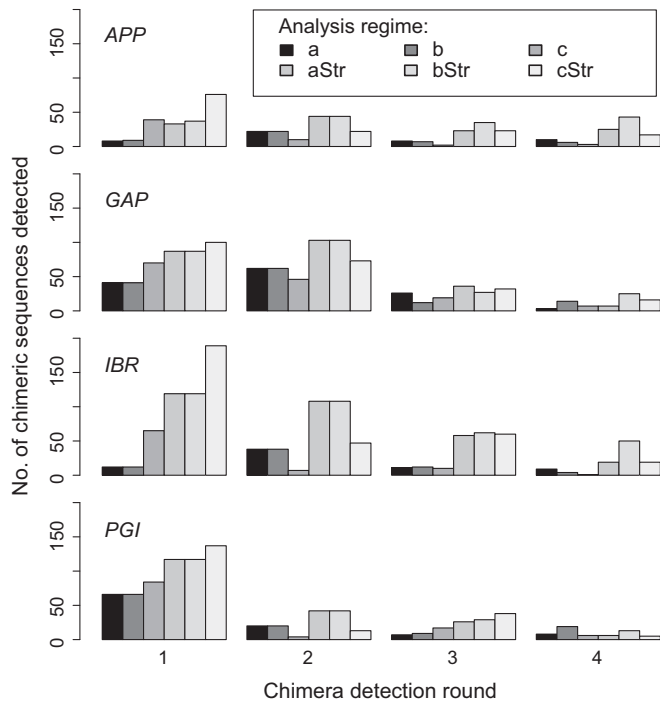 Analysis regime:
a b c
aStr bStr cStr
No. of chimeric sequences detected
APP
0 50 150
GAP
0 50 150
IBR
0 50 150
PGI
0 50 150
1 2 3 4
Chimera detection round